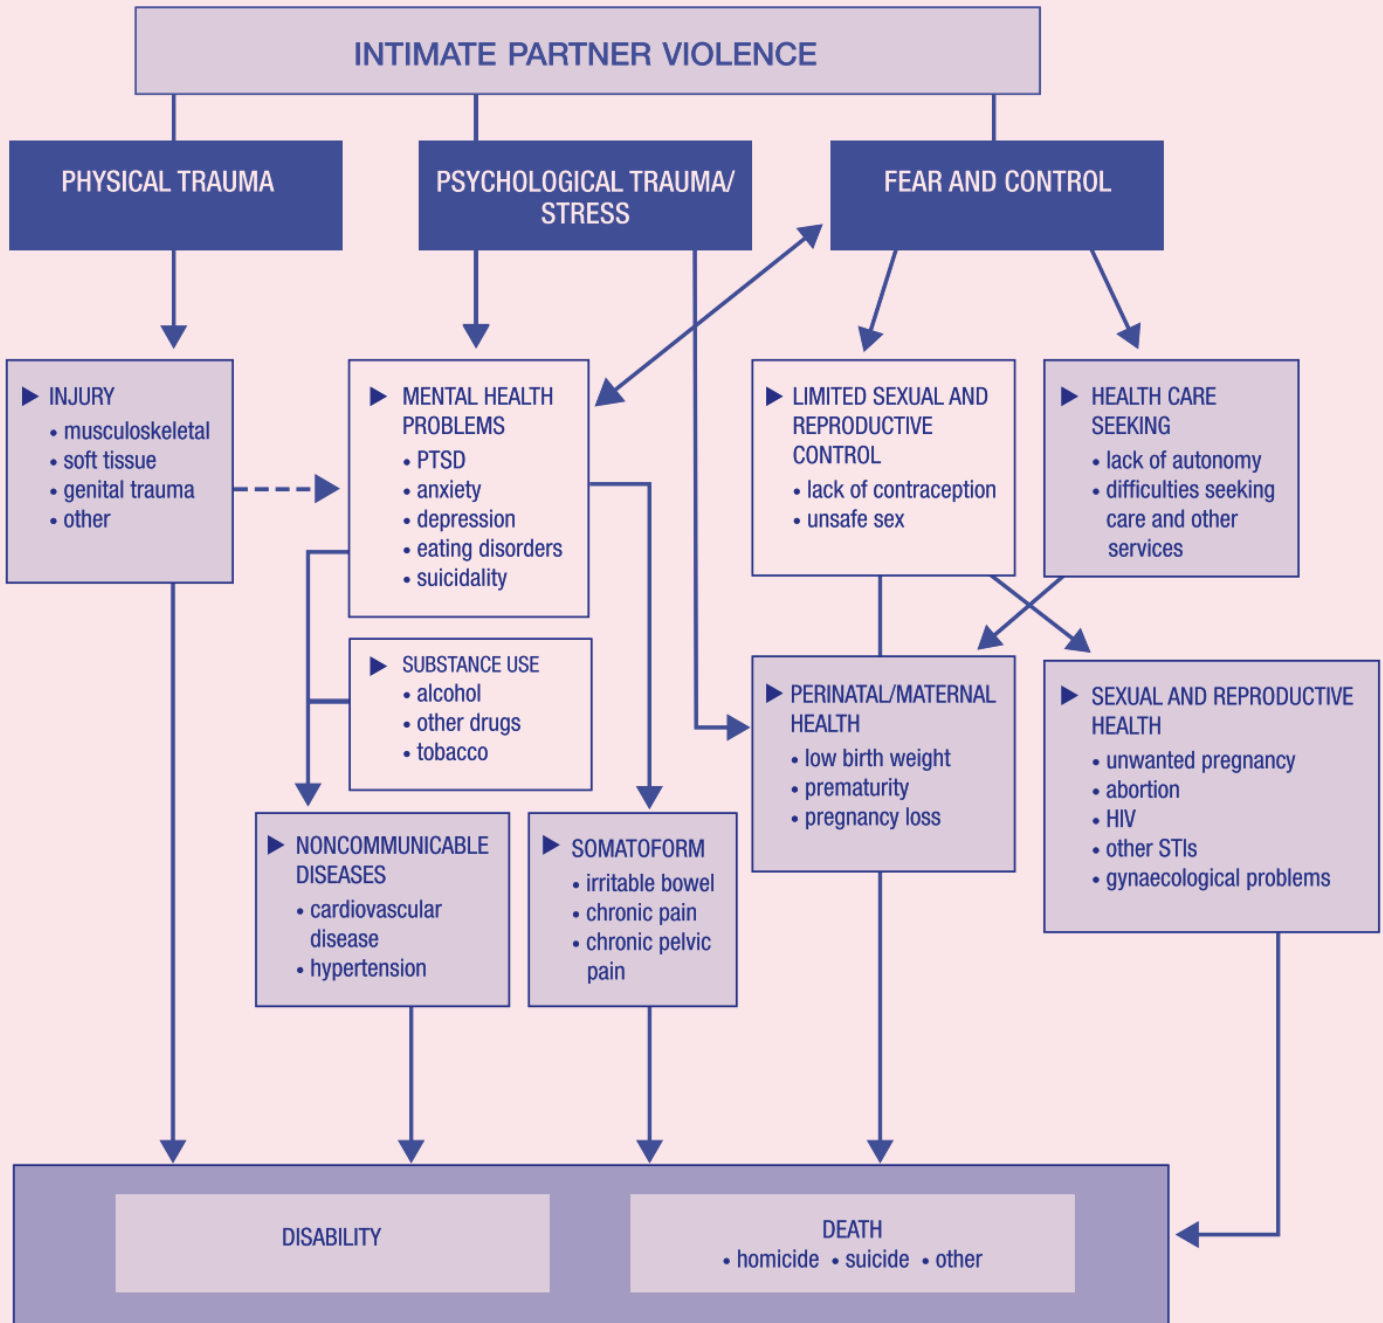 INTIMATE PARTNER VIOLENCE
PHYSICAL TRAUMA
PSYCHOLOGICAL TRAUMA/
STRESS
FEAR AND CONTROL
▶ INJURY
• musculoskeletal
• soft tissue
• genital trauma
• other
▶ MENTAL HEALTH
PROBLEMS
• PTSD
• anxiety
• depression
• eating disorders
• suicidality
▶ LIMITED SEXUAL AND
REPRODUCTIVE
CONTROL
• lack of contraception
• unsafe sex
▶ HEALTH CARE
SEEKING
• lack of autonomy
• difficulties seeking
care and other
services
▶ SUBSTANCE USE
• alcohol
• other drugs
• tobacco
▶ PERINATAL/MATERNAL
HEALTH
• low birth weight
• prematurity
• pregnancy loss
▶ SEXUAL AND REPRODUCTIVE
HEALTH
• unwanted pregnancy
• abortion
• HIV
• other STIs
• gynaecological problems
▶ NONCOMMUNICABLE
DISEASES
• cardiovascular
disease
• hypertension
▶ SOMATOFORM
• irritable bowel
• chronic pain
• chronic pelvic
pain
DISABILITY
DEATH
• homicide • suicide • other